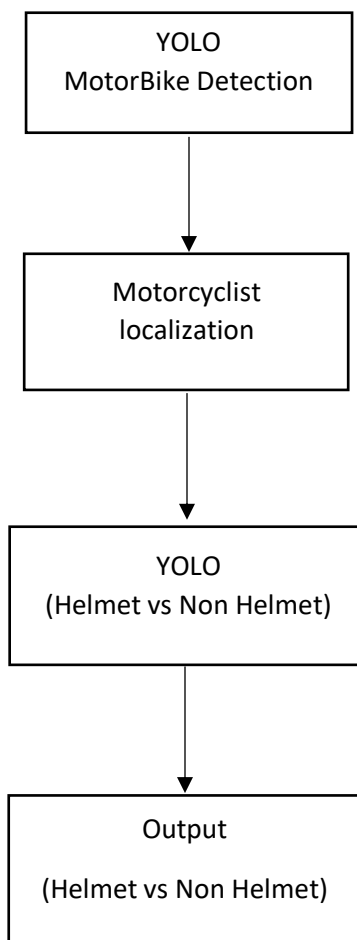 YOLO
MotorBike Detection
Motorcyclist
localization
YOLO
(Helmet vs Non Helmet)
Output
(Helmet vs Non Helmet)